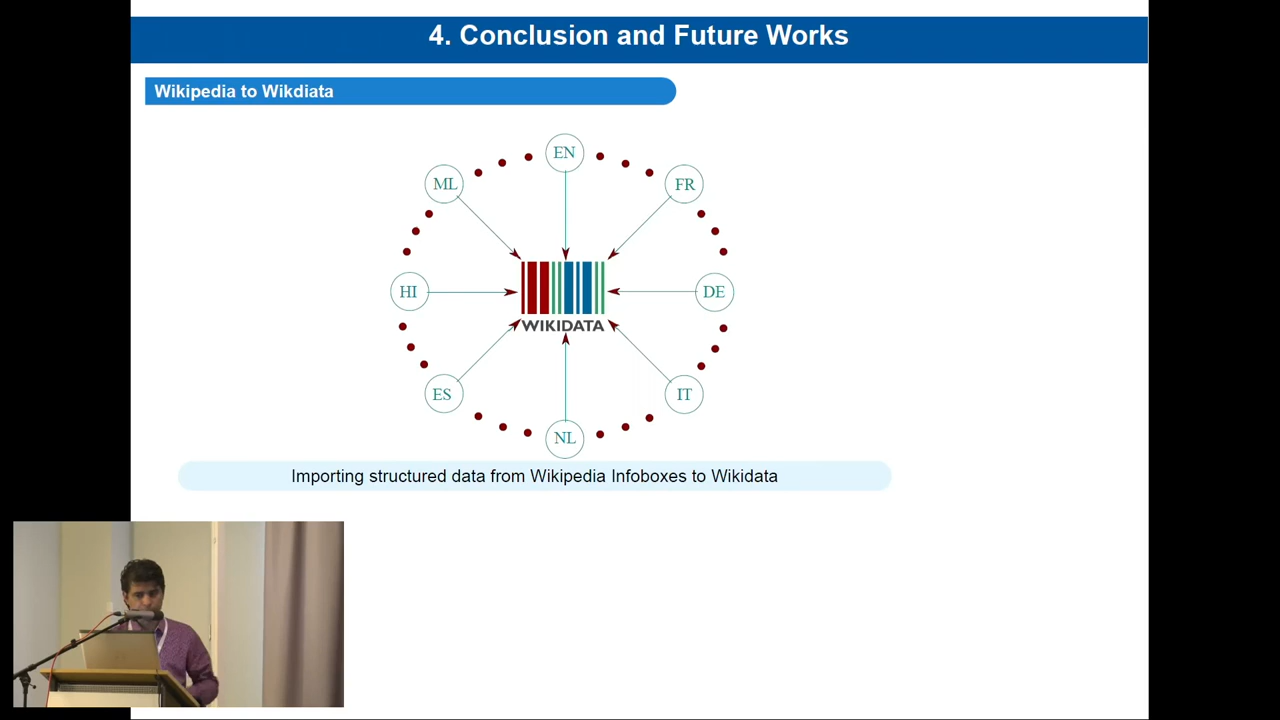 4. Conclusion and Future Works
Wikipedia to Wikdiata
EN
ML
FR
HI
DE
WIKIDATA
ES
IT
NL
Importing structured data from Wikipedia Infoboxes to Wikidata